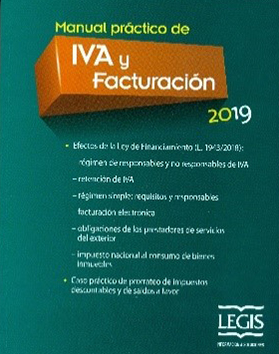 Manual práctico de
IVA y
Facturación
2019
• Efectos de la Ley de Financiamiento (L. 1943/2018):
régimen de responsables y no responsables de IVA
– retención de IVA
– régimen simple: requisitos y responsables
facturación electrónica
– obligaciones de los prestadores de servicios
del exterior
– impuesto nacional al consumo de bienes
inmuebles
• Caso práctico de prorrateo de impuestos
descontables y de saldos a favor
LEGIS